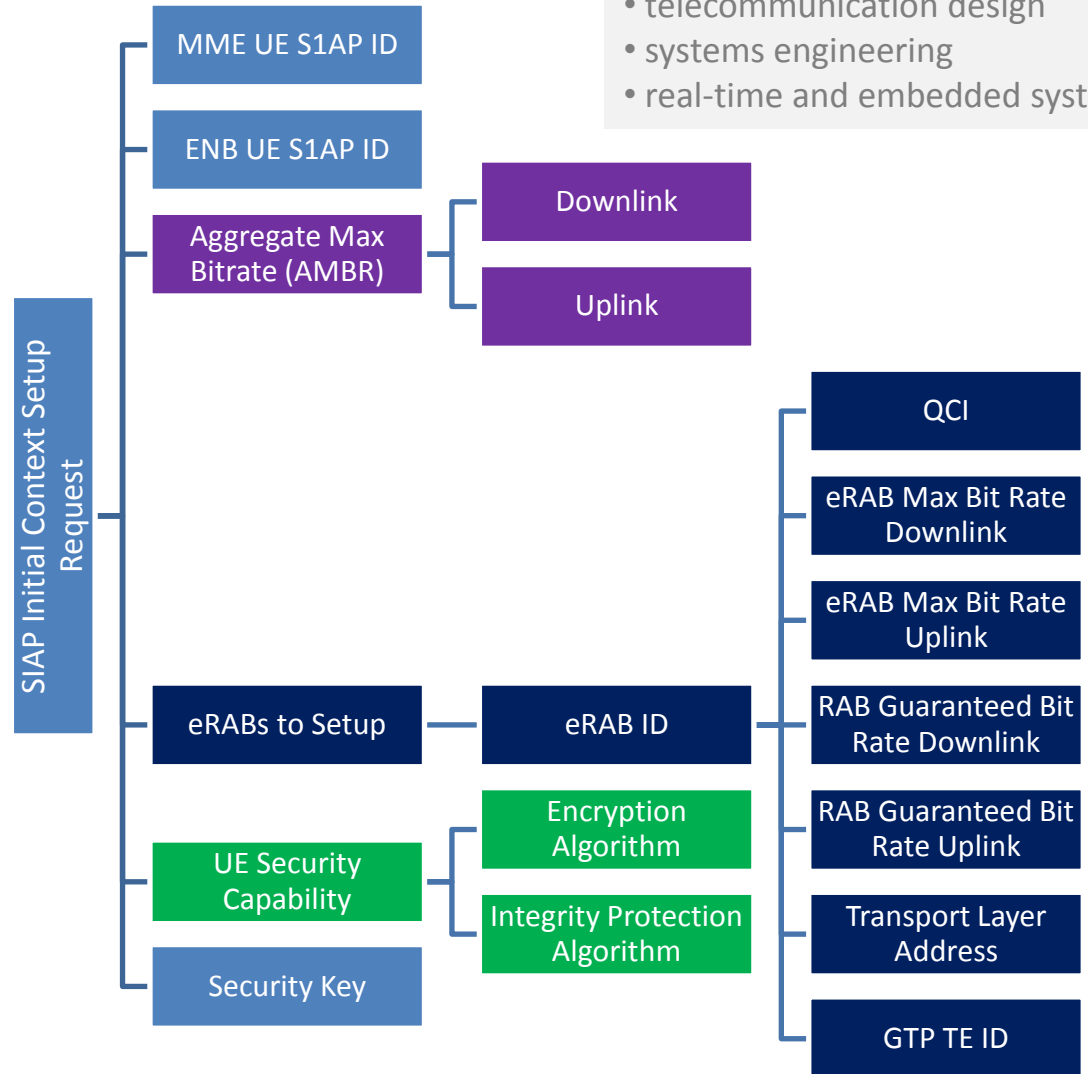 • telecommunication design
• systems engineering
• real-time and embedded syst
MME UE S1AP ID
ENB UE S1AP ID
Aggregate Max
Bitrate (AMBR)
Downlink
Uplink
SIAP Initial Context Setup
Request
eRABs to Setup
eRAB ID
QCI
eRAB Max Bit Rate
Downlink
eRAB Max Bit Rate
Uplink
RAB Guaranteed Bit
Rate Downlink
RAB Guaranteed Bit
Rate Uplink
Transport Layer
Address
GTP TE ID
UE Security
Capability
Encryption
Algorithm
Integrity Protection
Algorithm
Security Key